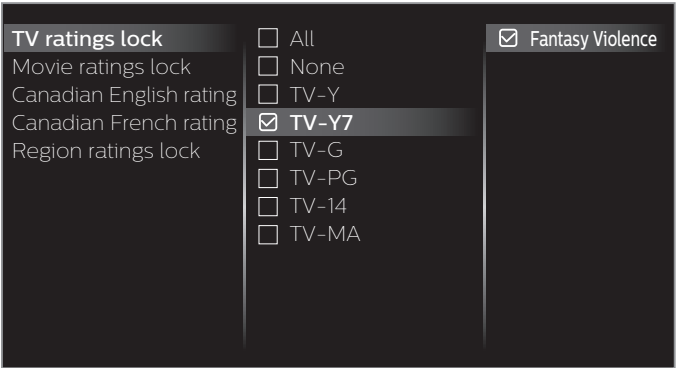 TV ratings lock
Movie ratings lock
Canadian English rating
Canadian French rating
Region ratings lock
All
None
TV-Y
TV-Y7
TV-G
TV-PG
TV-14
TV-MA
Fantasy Violence